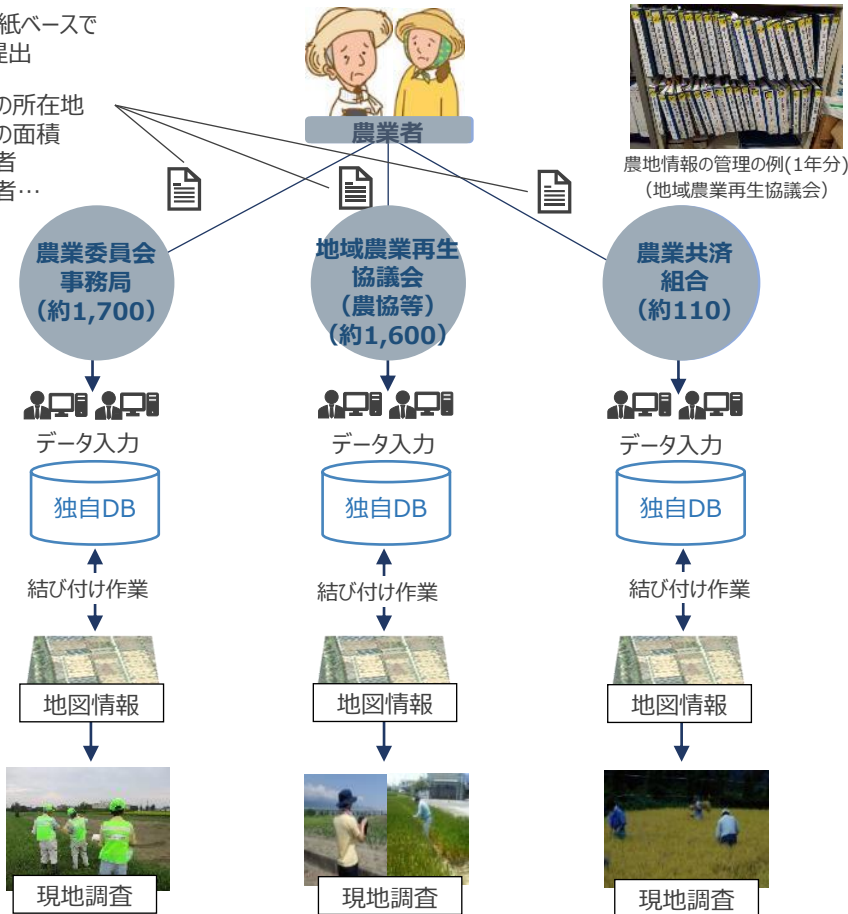 紙ベースで
提出
の所在地
の面積
者
者…
農業者
農地情報の管理の例(1年分)
（地域農業再生協議会）
農業委員会
事務局
（約1,700）
地域農業再生
協議会
（農協等）
（約1,600）
農業共済
組合
（約110）
データ入力
データ入力
データ入力
独自DB
独自DB
独自DB
結び付け作業
結び付け作業
結び付け作業
地図情報
地図情報
地図情報
現地調査
現地調査
現地調査